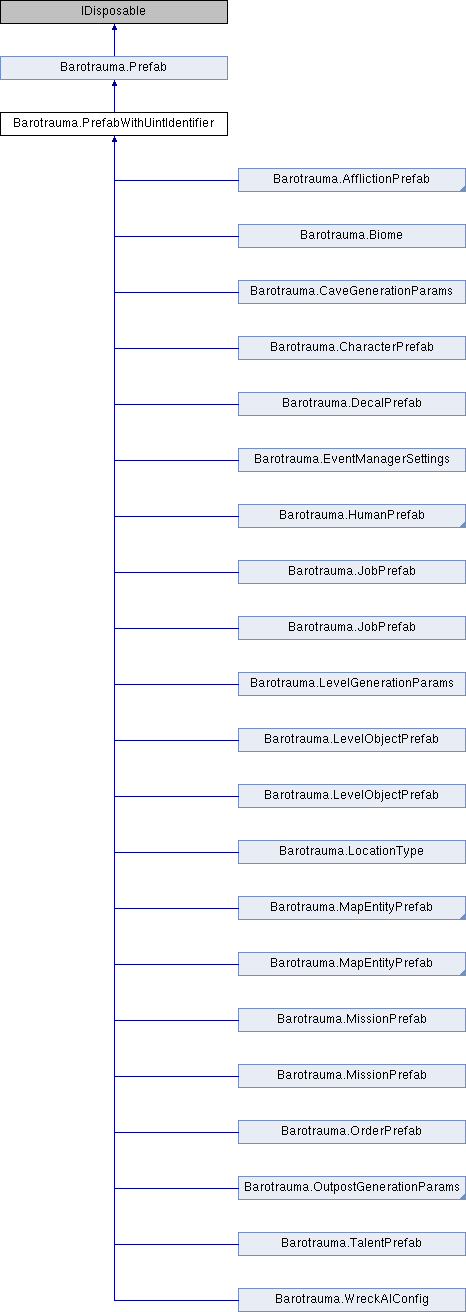 IDisposable
Barotrauma.Prefab
Barotrauma.PrefabWithUintIdentifier
Barotrauma.AfflictionPrefab
Barotrauma.Biome
Barotrauma.CaveGenerationParams
Barotrauma.CharacterPrefab
Barotrauma.DecalPrefab
Barotrauma.EventManagerSettings
Barotrauma.HumanPrefab
Barotrauma.JobPrefab
Barotrauma.JobPrefab
Barotrauma.LevelGenerationParams
Barotrauma.LevelObjectPrefab
Barotrauma.LevelObjectPrefab
Barotrauma.LocationType
Barotrauma.MapEntityPrefab
Barotrauma.MapEntityPrefab
Barotrauma.MissionPrefab
Barotrauma.MissionPrefab
Barotrauma.OrderPrefab
Barotrauma.OutpostGenerationParams
Barotrauma.TalentPrefab
Barotrauma.WreckAIConfig